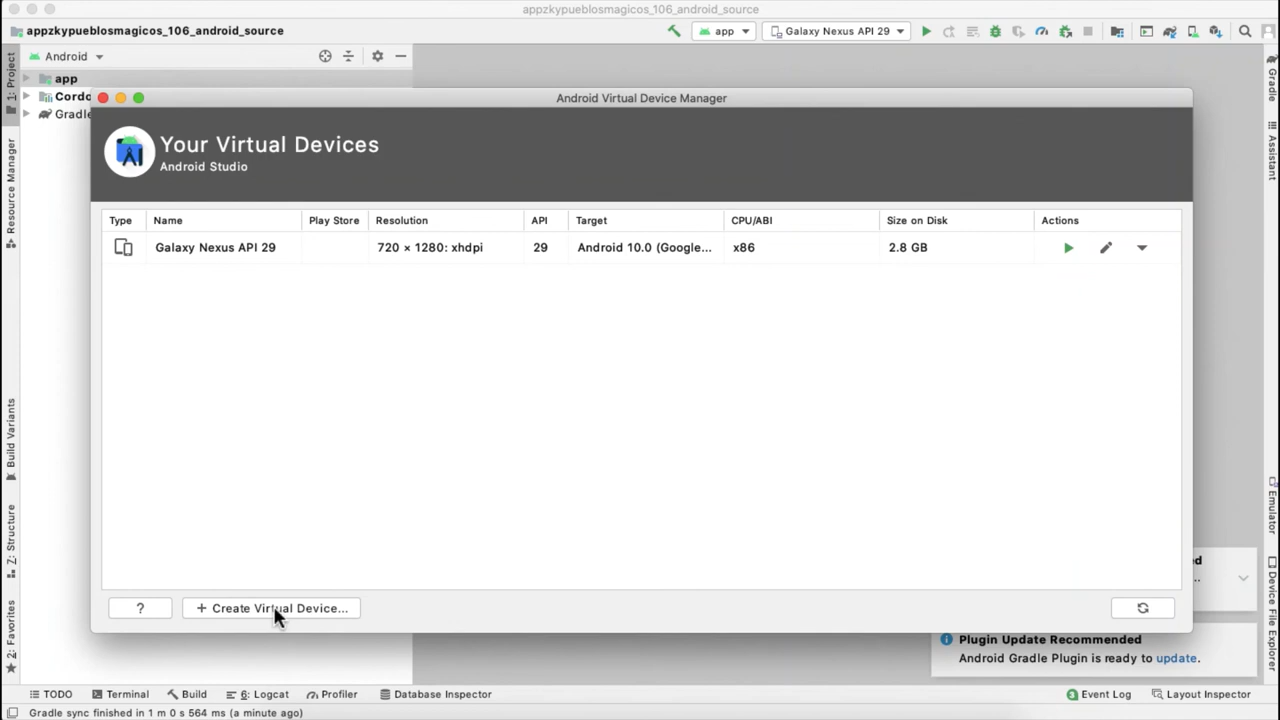 appzkypueblosmagicos_106_android_source
appzkypueblosmagicos_106_android_source
app
Galaxy Nexus API 29
Android
1: Project
app
Cordo
Gradle
Resource Manager
Build Variants
Z: Structure
2: Favorites
Android Virtual Device Manager
Your Virtual Devices
Android Studio
Type Name Play Store Resolution API Target CPU/ABI Size on Disk Actions
Galaxy Nexus API 29 720 × 1280: xhdpi 29 Android 10.0 (Google... x86 2.8 GB
? + Create Virtual Device...
Gradle
Assistant
Emulator
Device File Explorer
Plugin Update Recommended
Android Gradle Plugin is ready to update.
TODO Terminal Build 6: Logcat Profiler Database Inspector Event Log Layout Inspector
Gradle sync finished in 1 m 0 s 564 ms (a minute ago)